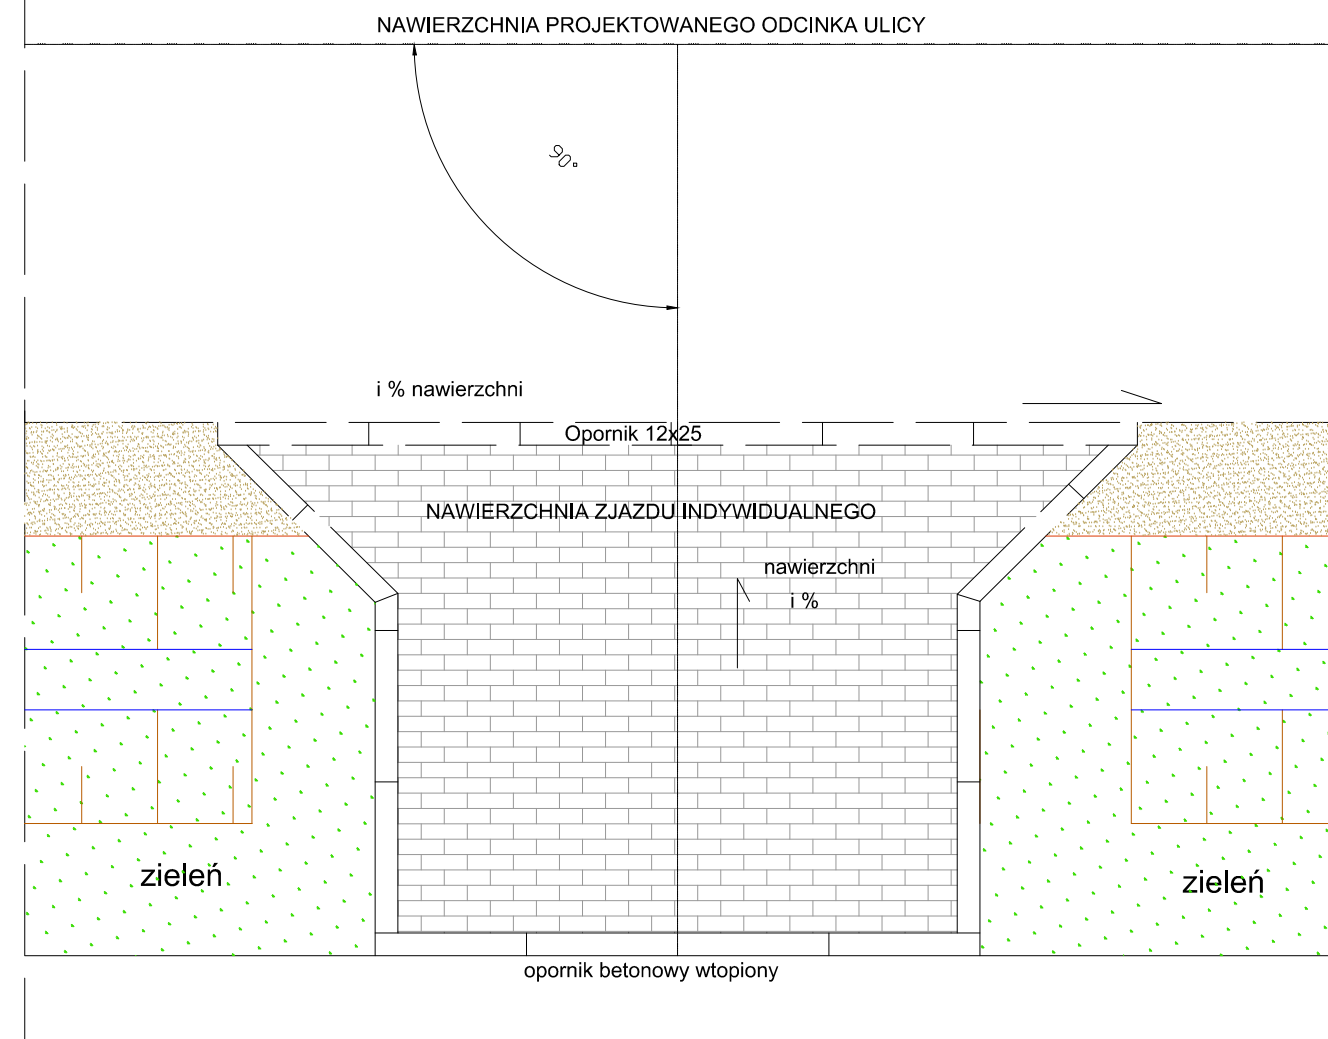 NAWIERZCHNIA PROJEKTOWANEGO ODCINKA ULICY
90°
i % nawierzchni
Opornik 12x25
NAWIERZCHNIA ZJAZDU INDYWIDUALNEGO
nawierzchni
i %
zieleń
zieleń
opornik betonowy wtopiony